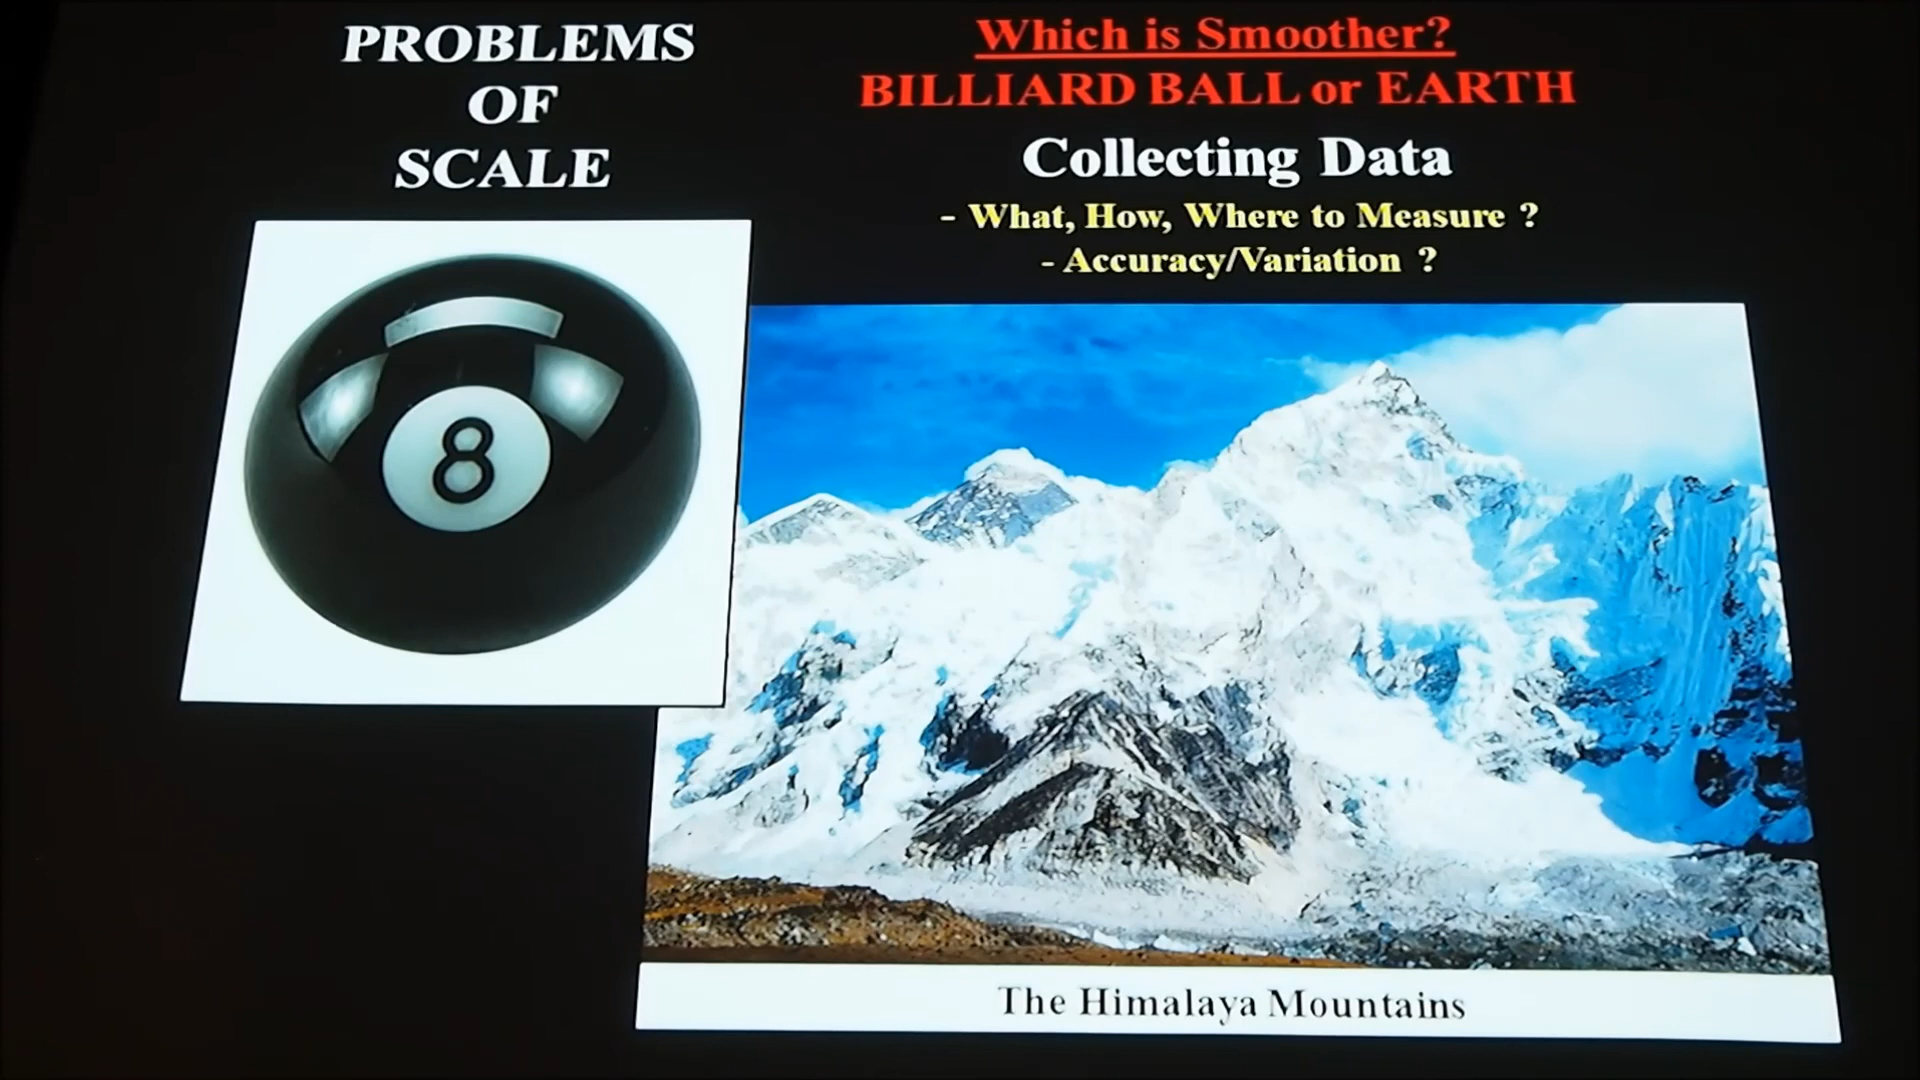 PROBLEMS
OF
SCALE
Which is Smoother?
BILLIARD BALL or EARTH
Collecting Data
- What, How, Where to Measure ?
- Accuracy/Variation ?
8
The Himalaya Mountains